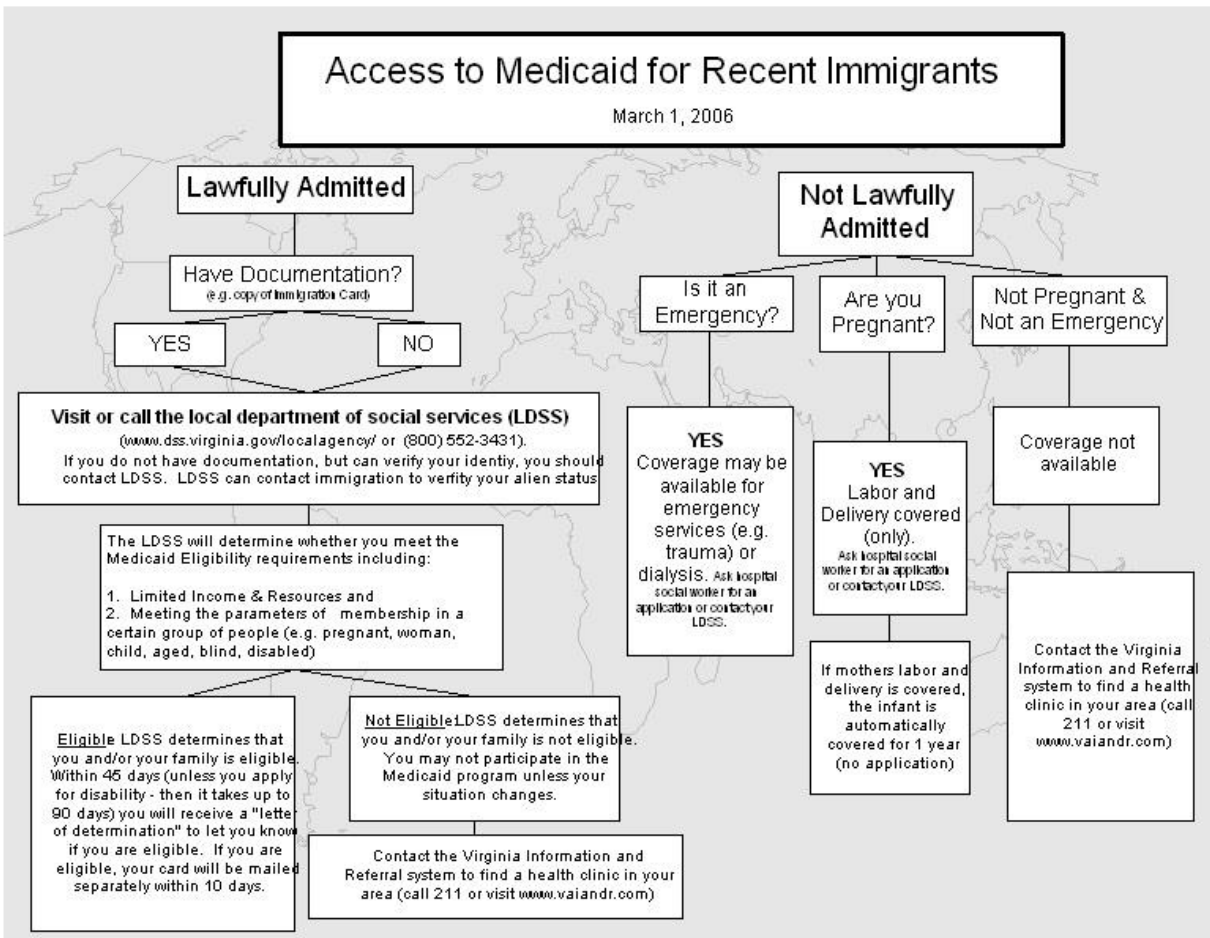 Access to Medicaid for Recent Immigrants
March 1, 2006
Lawfully Admitted
Have Documentation?
(e.g. copy of Immigration Card)
YES
NO
Visit or call the local department of social services (LDSS)
(www.dss.virginia.gov/localagency/ or (800) 552-3431).
If you do not have documentation, but can verify your identiy, you should
contact LDSS. LDSS can contact immigration to verfity your alien status
The LDSS will determine whether you meet the
Medicaid Eligibility requirements including:
1. Limited Income & Resources and
2. Meeting the parameters of membership in a
certain group of people (e.g. pregnant, woman,
child, aged, blind, disabled)
Eligible LDSS determines that
you and/or your family is eligible.
Within 45 days (unless you apply
for disability - then it takes up to
90 days) you will receive a "letter
of determination" to let you know
if you are eligible. If you are
eligible, your card will be mailed
separately within 10 days.
Not Eligible:LDSS determines that
you and/or your family is not eligible.
You may not participate in the
Medicaid program unless your
situation changes.
Contact the Virginia Information and
Referral system to find a health clinic in your
area (call 211 or visit www.vaiandr.com)
Not Lawfully
Admitted
Is it an
Emergency?
YES
Coverage may be
available for
emergency
services (e.g.
trauma) or
dialysis. Ask hospital
social worker for an
application or contact your
LDSS.
Are you
Pregnant?
YES
Labor and
Delivery covered
(only).
Ask hospital social
worker for an application
or contact your LDSS.
If mothers labor and
delivery is covered,
the infant is
automatically
covered for 1 year
(no application)
Not Pregnant &
Not an Emergency
Coverage not
available
Contact the Virginia
Information and Referral
system to find a health
clinic in your area (call
211 or visit
www.vaiandr.com)